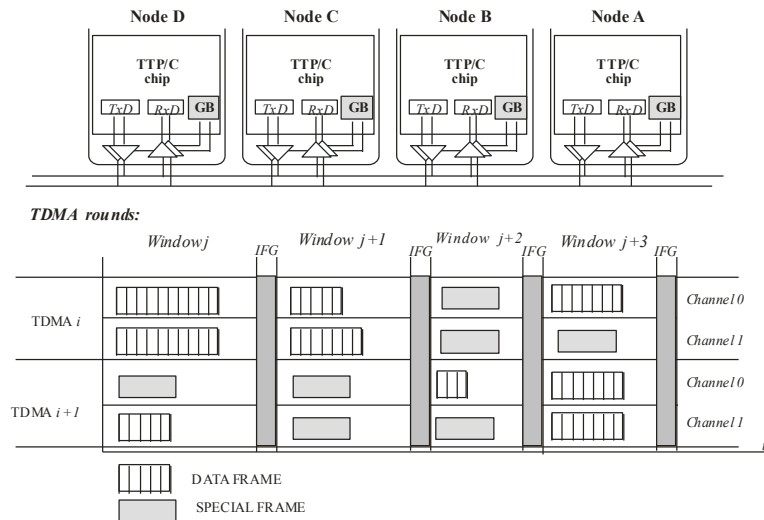 Node D Node C Node B Node A
TTP/C chip TTP/C chip TTP/C chip TTP/C chip
TxD RxD GB TxD RxD GB TxD RxD GB TxD RxD GB
TDMA rounds:
Window j IFG Window j+1 IFG Window j+2 IFG Window j+3 IFG
Channel 0
TDMA i
Channel 1
Channel 0
TDMA i+1
Channel 1
t
DATA FRAME
SPECIAL FRAME